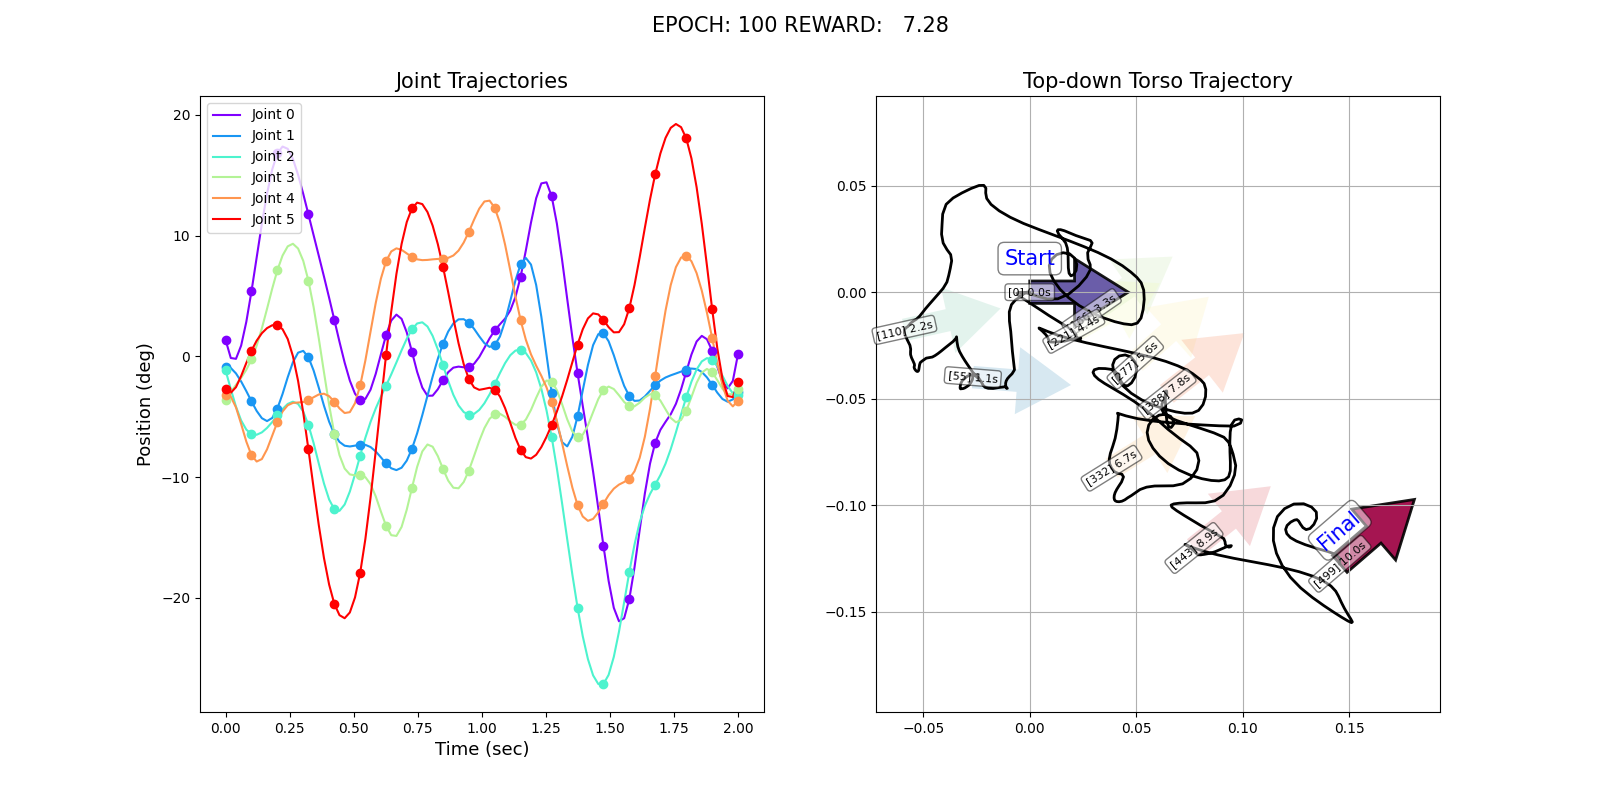 EPOCH: 100 REWARD:   7.28
Joint Trajectories
Position (deg)
20
10
0
−10
−20
Joint 0
Joint 1
Joint 2
Joint 3
Joint 4
Joint 5
0.00 0.25 0.50 0.75 1.00 1.25 1.50 1.75 2.00
Time (sec)
Top-down Torso Trajectory
0.05
0.00
−0.05
−0.10
−0.15
Start
[0] 0.0s
[110] 2.2s
3.3s
[221] 4.4s
[55] 1.1s
[277] 5.6s
[388] 7.8s
[332] 6.7s
[443] 8.9s
Final
[499] 10.0s
−0.05 0.00 0.05 0.10 0.15